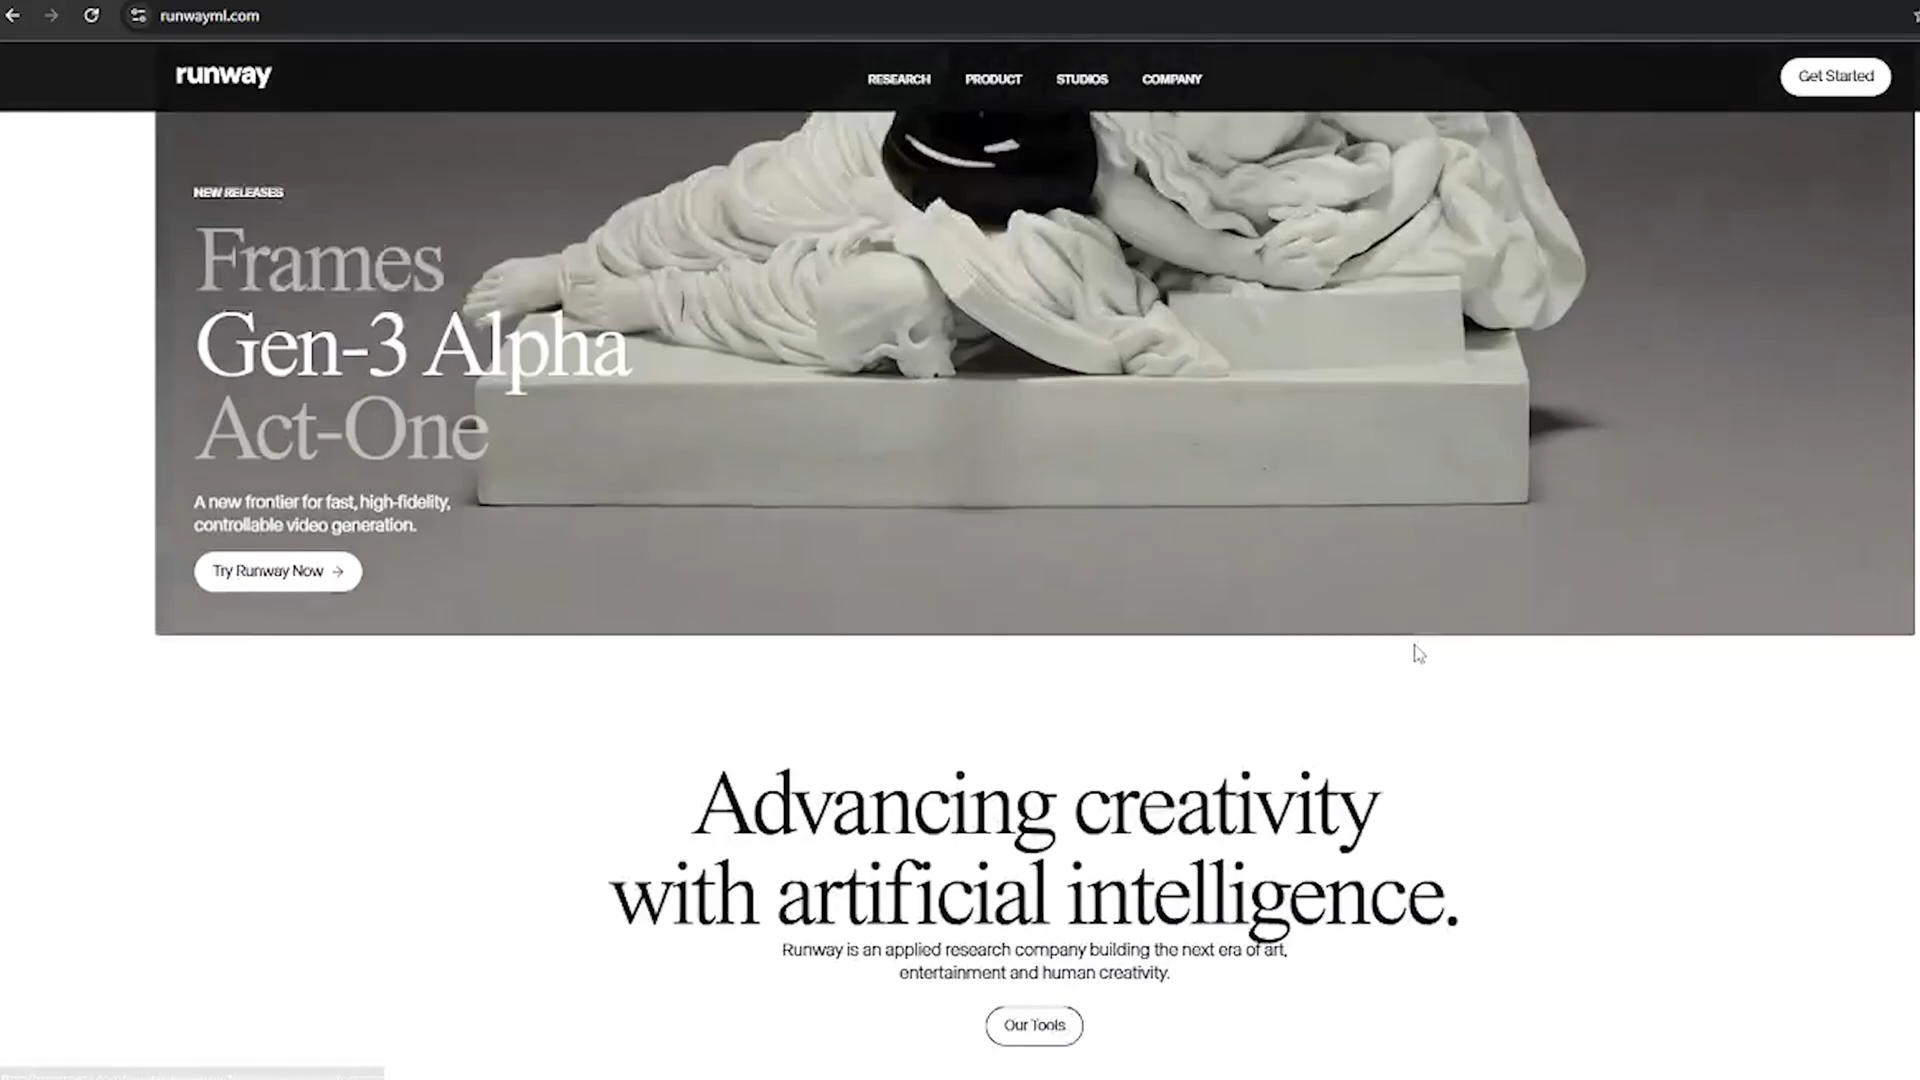 runwayml.com
runway
RESEARCH PRODUCT STUDIOS COMPANY
Get Started
NEW RELEASES
Frames
Gen-3 Alpha
Act-One
A new frontier for fast, high-fidelity,
controllable video generation.
Try Runway Now →
Advancing creativity
with artificial intelligence.
Runway is an applied research company building the next era of art,
entertainment and human creativity.
Our Tools